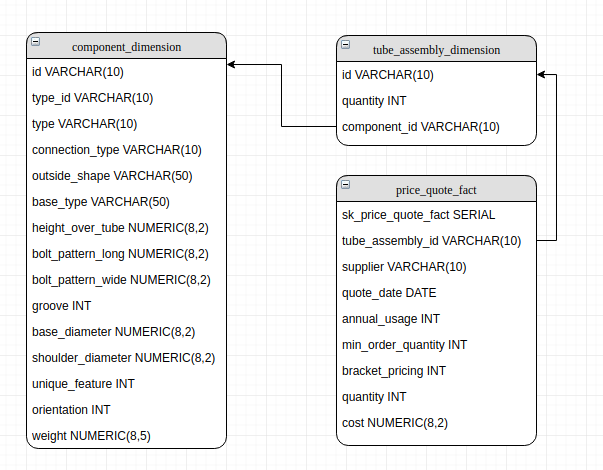 component_dimension
id VARCHAR(10)
type_id VARCHAR(10)
type VARCHAR(10)
connection_type VARCHAR(10)
outside_shape VARCHAR(50)
base_type VARCHAR(50)
height_over_tube NUMERIC(8,2)
bolt_pattern_long NUMERIC(8,2)
bolt_pattern_wide NUMERIC(8,2)
groove INT
base_diameter NUMERIC(8,2)
shoulder_diameter NUMERIC(8,2)
unique_feature INT
orientation INT
weight NUMERIC(8,5)
tube_assembly_dimension
id VARCHAR(10)
quantity INT
component_id VARCHAR(10)
price_quote_fact
sk_price_quote_fact SERIAL
tube_assembly_id VARCHAR(10)
supplier VARCHAR(10)
quote_date DATE
annual_usage INT
min_order_quantity INT
bracket_pricing INT
quantity INT
cost NUMERIC(8,2)